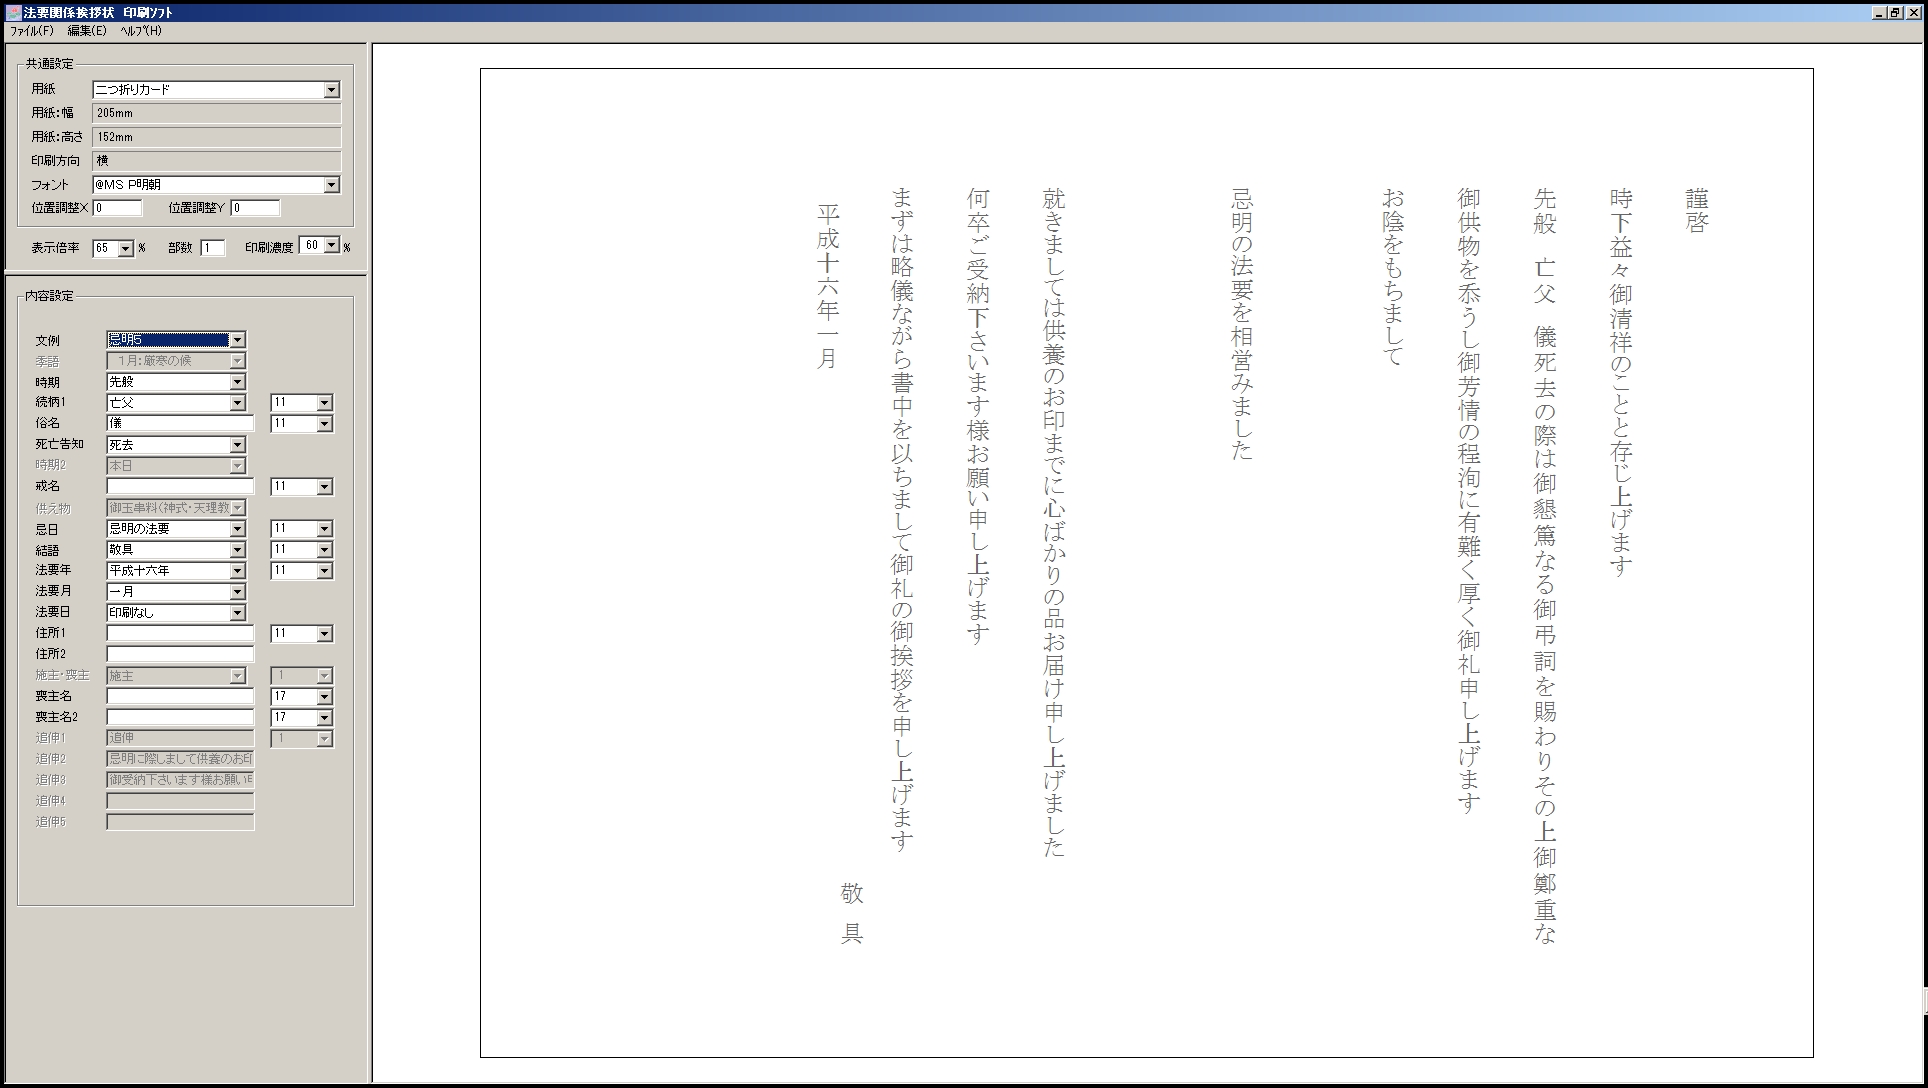 法要関係挨拶状 印刷ソフト
ファイル(F) 編集(E) ヘルプ(H)
共通設定
用紙 二つ折りカード
用紙:幅 205mm
用紙:高さ 152mm
印刷方向 横
フォント @MS P明朝
位置調整X 0 位置調整Y 0
表示倍率 65 % 部数 1 印刷濃度 60 %
内容設定
文例 忌明5
季語 1月:厳寒の候
時期 先般
続柄1 亡父 11
俗名 儀 11
死亡告知 死去
時期2 本日
戒名 11
供え物 御玉串料(神式・天理教
忌日 忌明の法要 11
結語 敬具 11
法要年 平成十六年 11
法要月 一月
法要日 印刷なし
住所1 11
住所2
施主・喪主 施主 1
喪主名 17
喪主名2 17
追伸1 追伸 1
追伸2 忌明に際しまして供養のお印
追伸3 御受納下さいます様お願い
追伸4
追伸5
謹啓
時下益々御清祥のことと存じ上げます
先般 亡父 儀死去の際は御懇篤なる御弔詞を賜わりその上御鄭重な
御供物を忝うし御芳情の程洵に有難く厚く御礼申し上げます
お陰をもちまして
忌明の法要を相営みました
就きましては供養のお印までに心ばかりの品お届け申し上げました
何卒ご受納下さいます様お願い申し上げます
まずは略儀ながら書中を以ちまして御礼の御挨拶を申し上げます
敬具
平成十六年一月